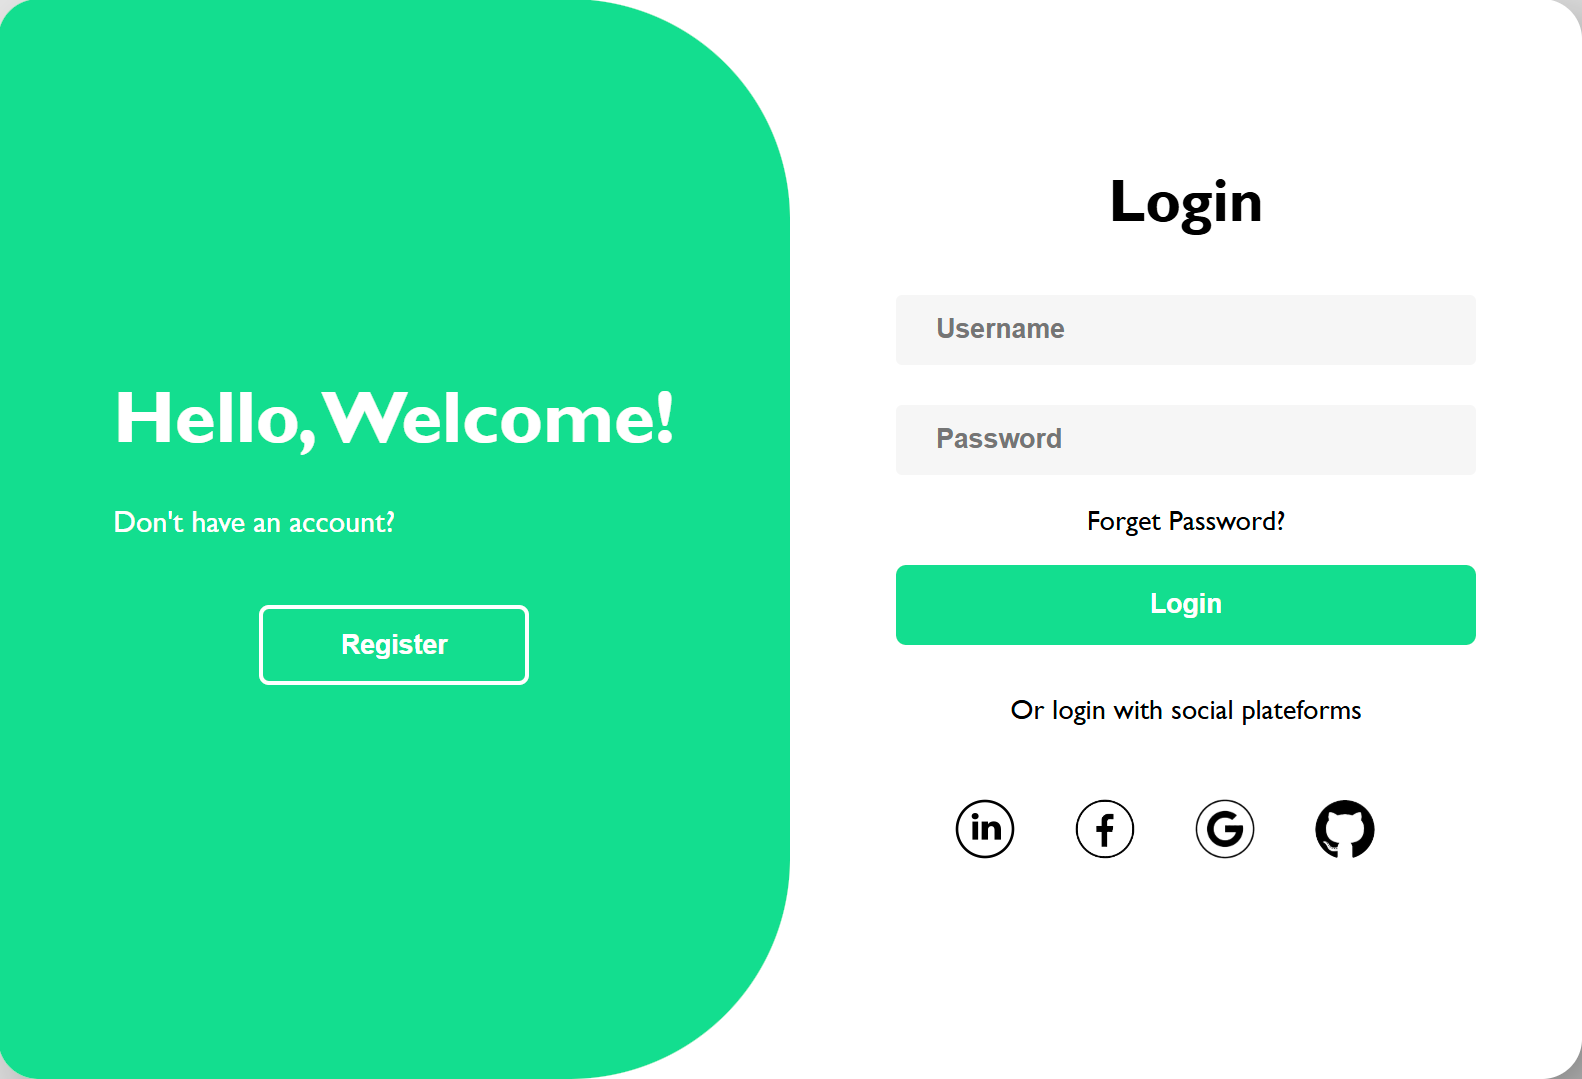 Hello, Welcome!
Don't have an account?
Register
Login
Username
Password
Forget Password?
Login
Or login with social plateforms
in
f
G